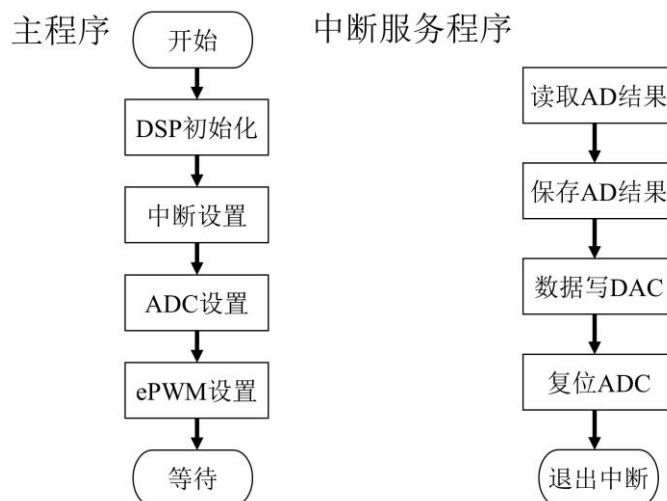 主程序
开始
DSP初始化
中断设置
ADC设置
ePWM设置
等待
中断服务程序
读取AD结果
保存AD结果
数据写DAC
复位ADC
退出中断